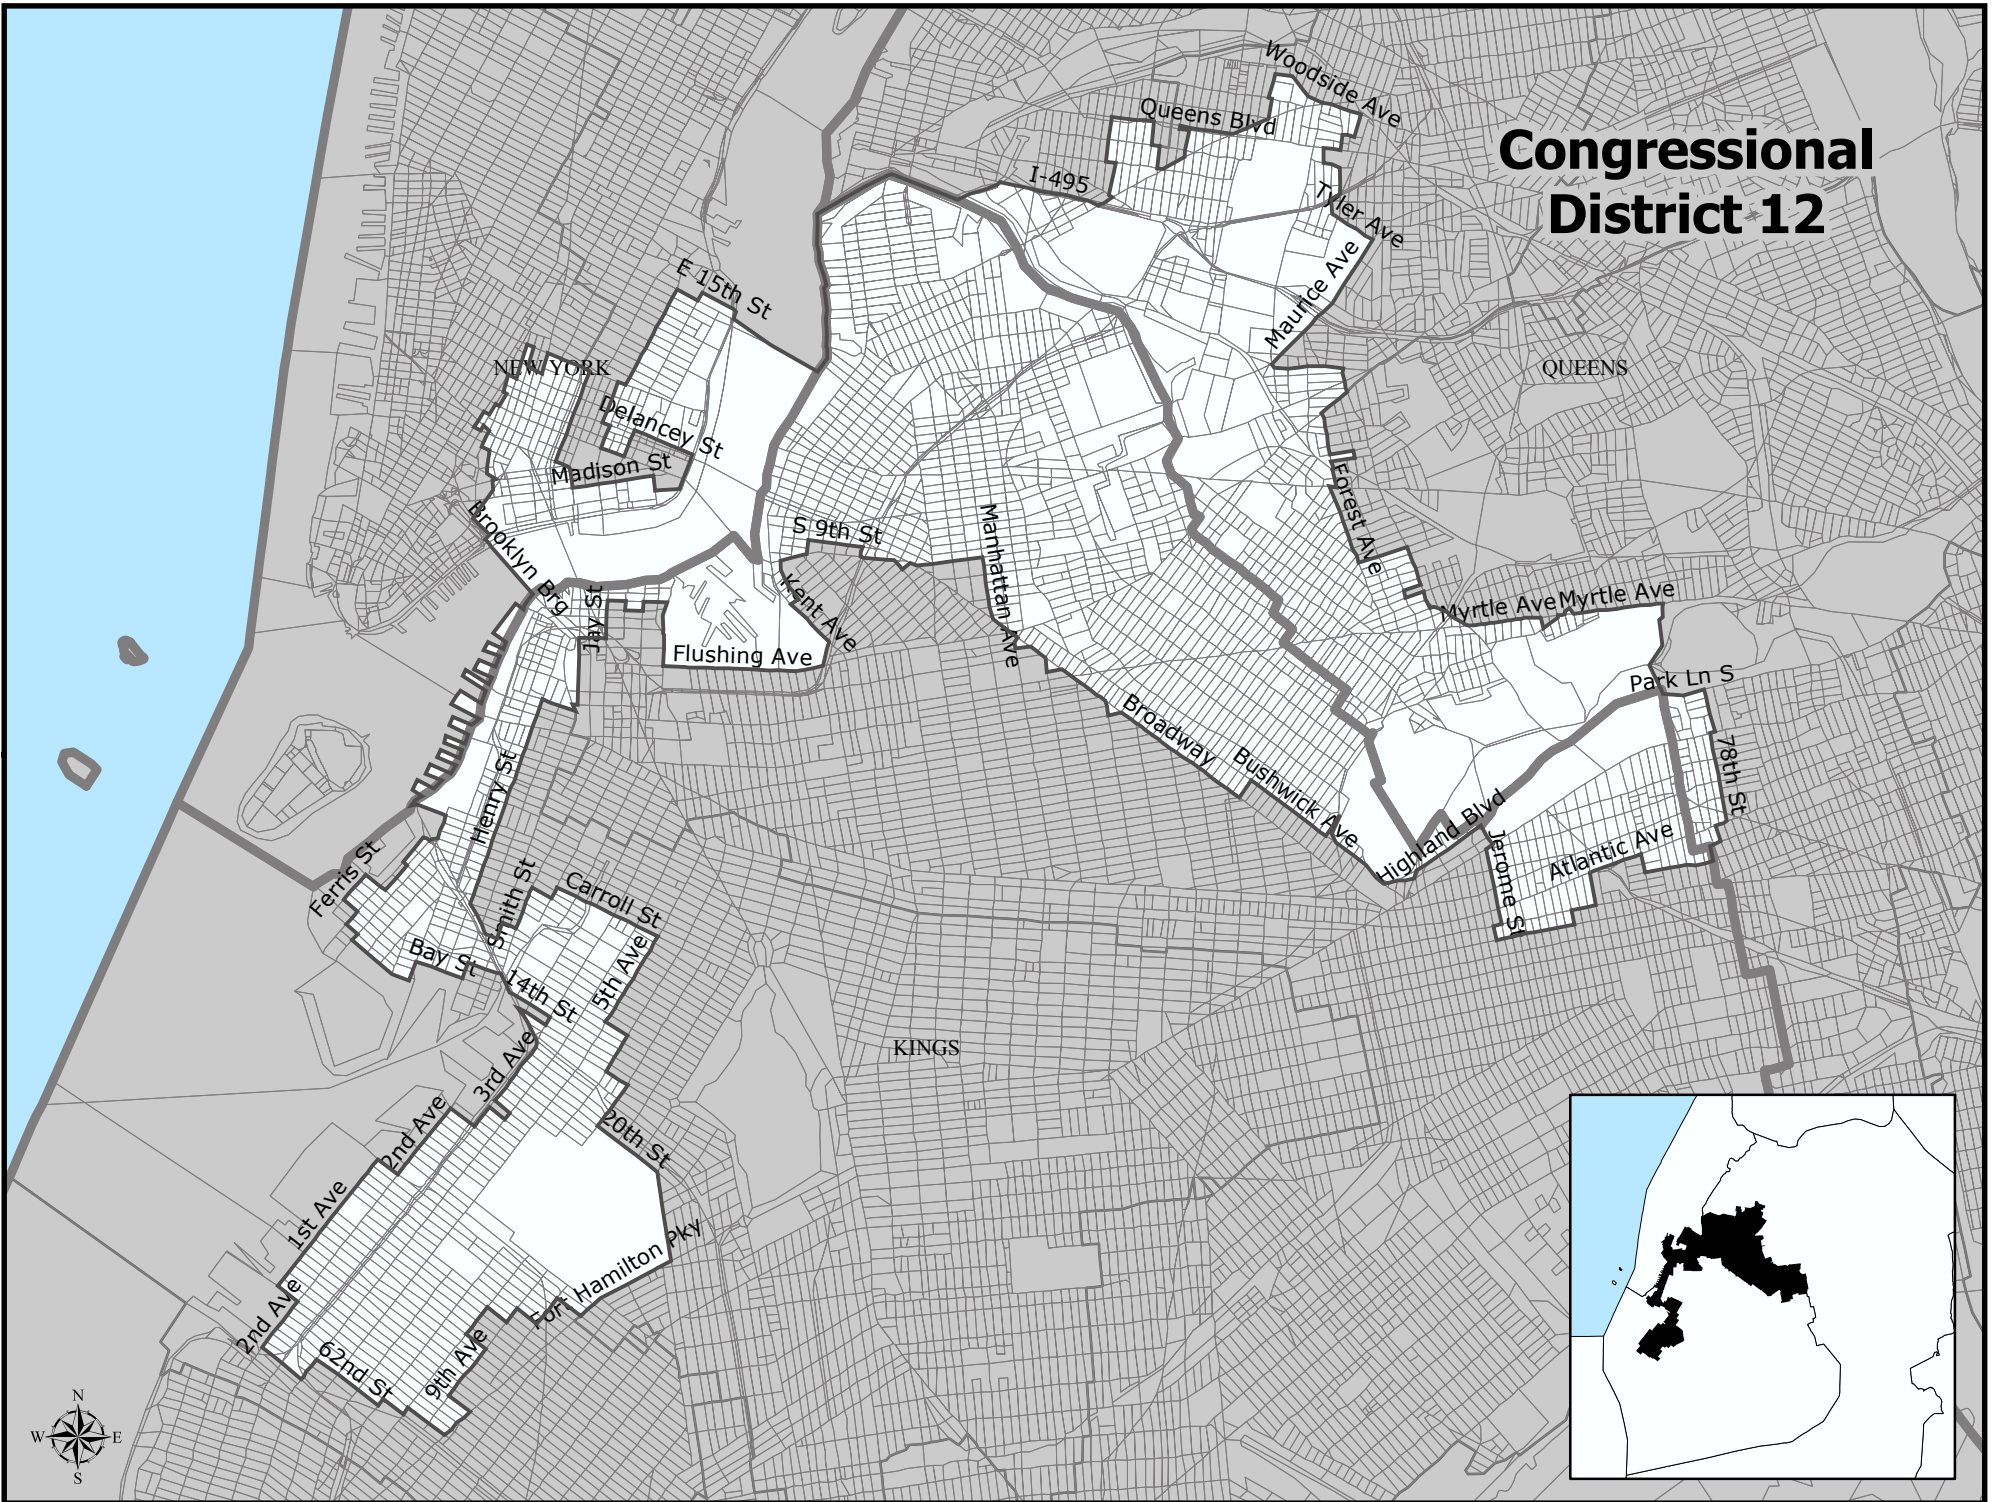 Woodside Ave
Queens Blvd
Congressional
District 12
I-495
Tyler Ave
E 15th St
Maurice Ave
NEW YORK
QUEENS
Delancey St
Madison St
Forest Ave
Brooklyn Brg
S 9th St
Manhattan Ave
Kent Ave
Jay St
Myrtle Ave
Myrtle Ave
Flushing Ave
Park Ln S
Broadway
78th St
Bushwick Ave
Henry St
Highland Blvd
Jerome St
Atlantic Ave
Ferris St
Smith St
Carroll St
5th Ave
Bay St
14th St
KINGS
3rd Ave
2nd Ave
20th St
1st Ave
Fort Hamilton Pky
2nd Ave
62nd St
9th Ave
N
W
E
S